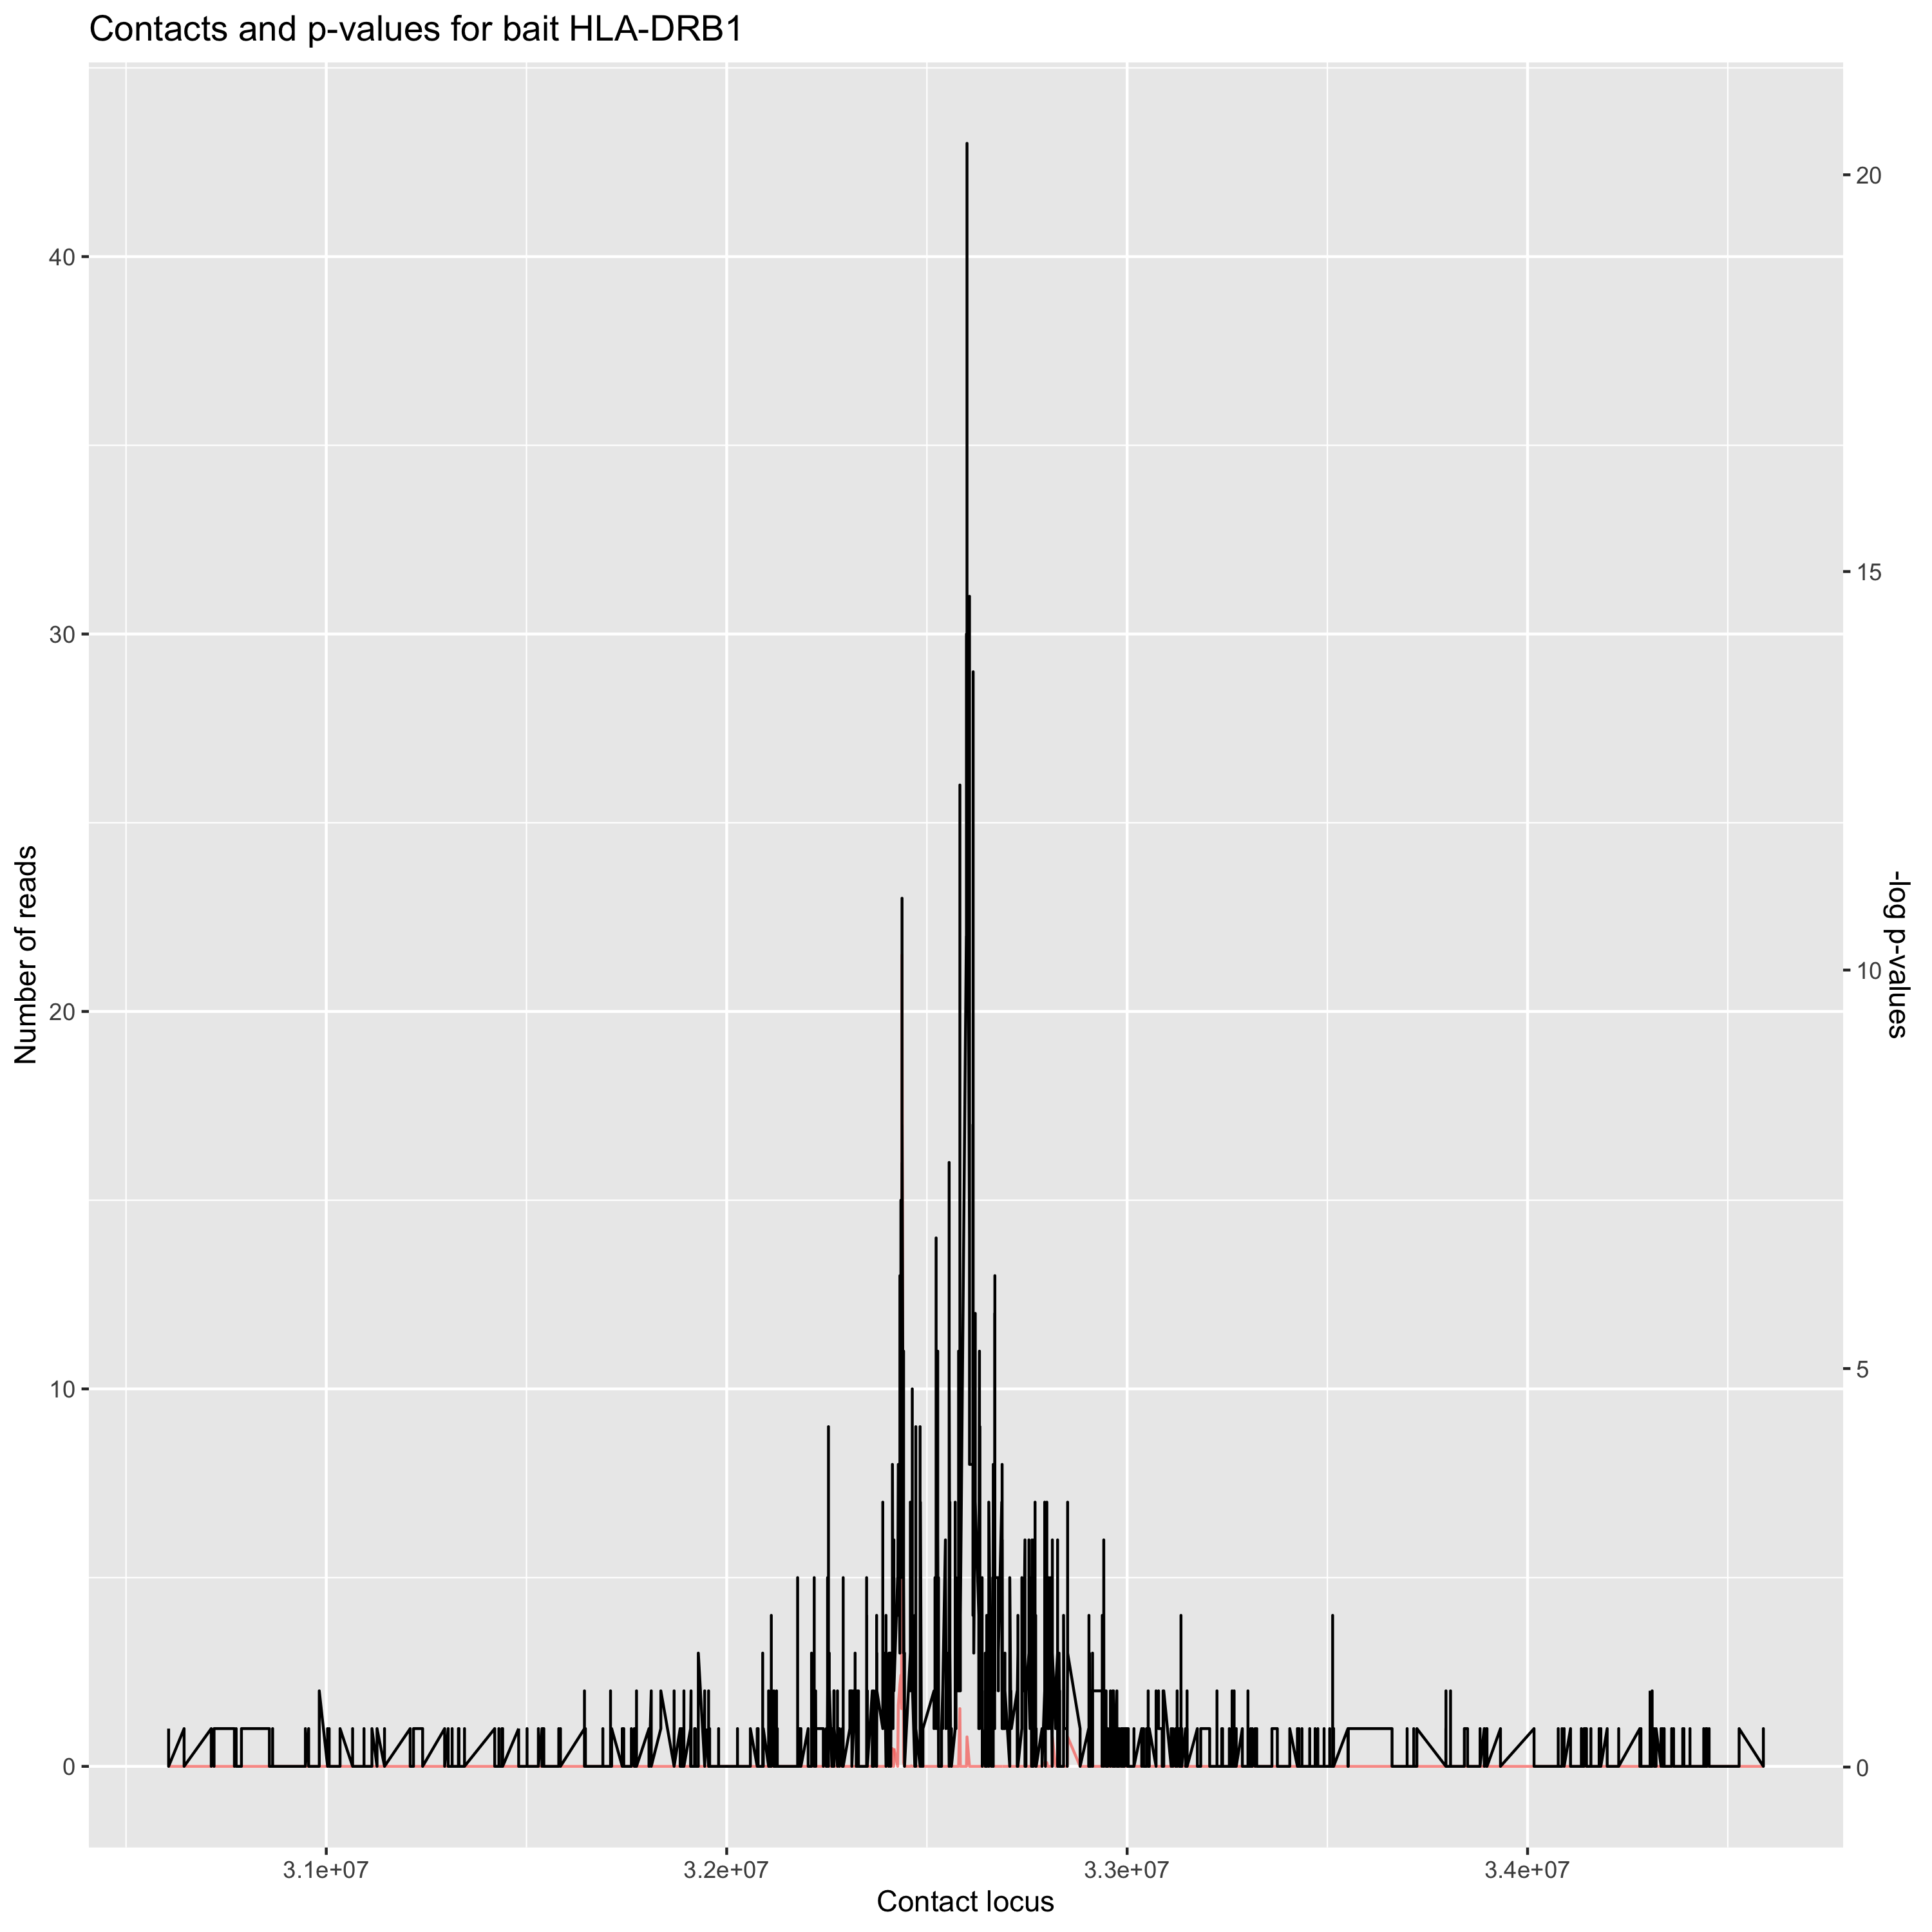 Contacts and p-values for bait HLA-DRB1
40
30
20
10
0
Number of reads
20
15
10
5
0
-log p-values
3.1e+07
3.2e+07
3.3e+07
3.4e+07
Contact locus